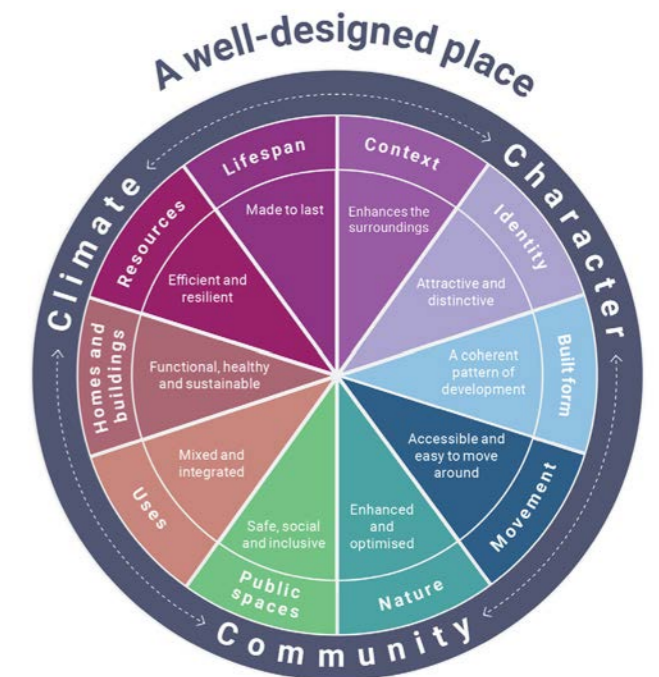 A well-designed place
Climate
Character
Community
Context
Enhances the
surroundings
Identity
Attractive and
distinctive
Built form
A coherent
pattern of
development
Movement
Accessible and
easy to move
around
Nature
Enhanced
and
optimised
Public
spaces
Safe, social
and inclusive
Uses
Mixed and
integrated
Homes and
buildings
Functional, healthy
and sustainable
Resources
Efficient and
resilient
Lifespan
Made to last